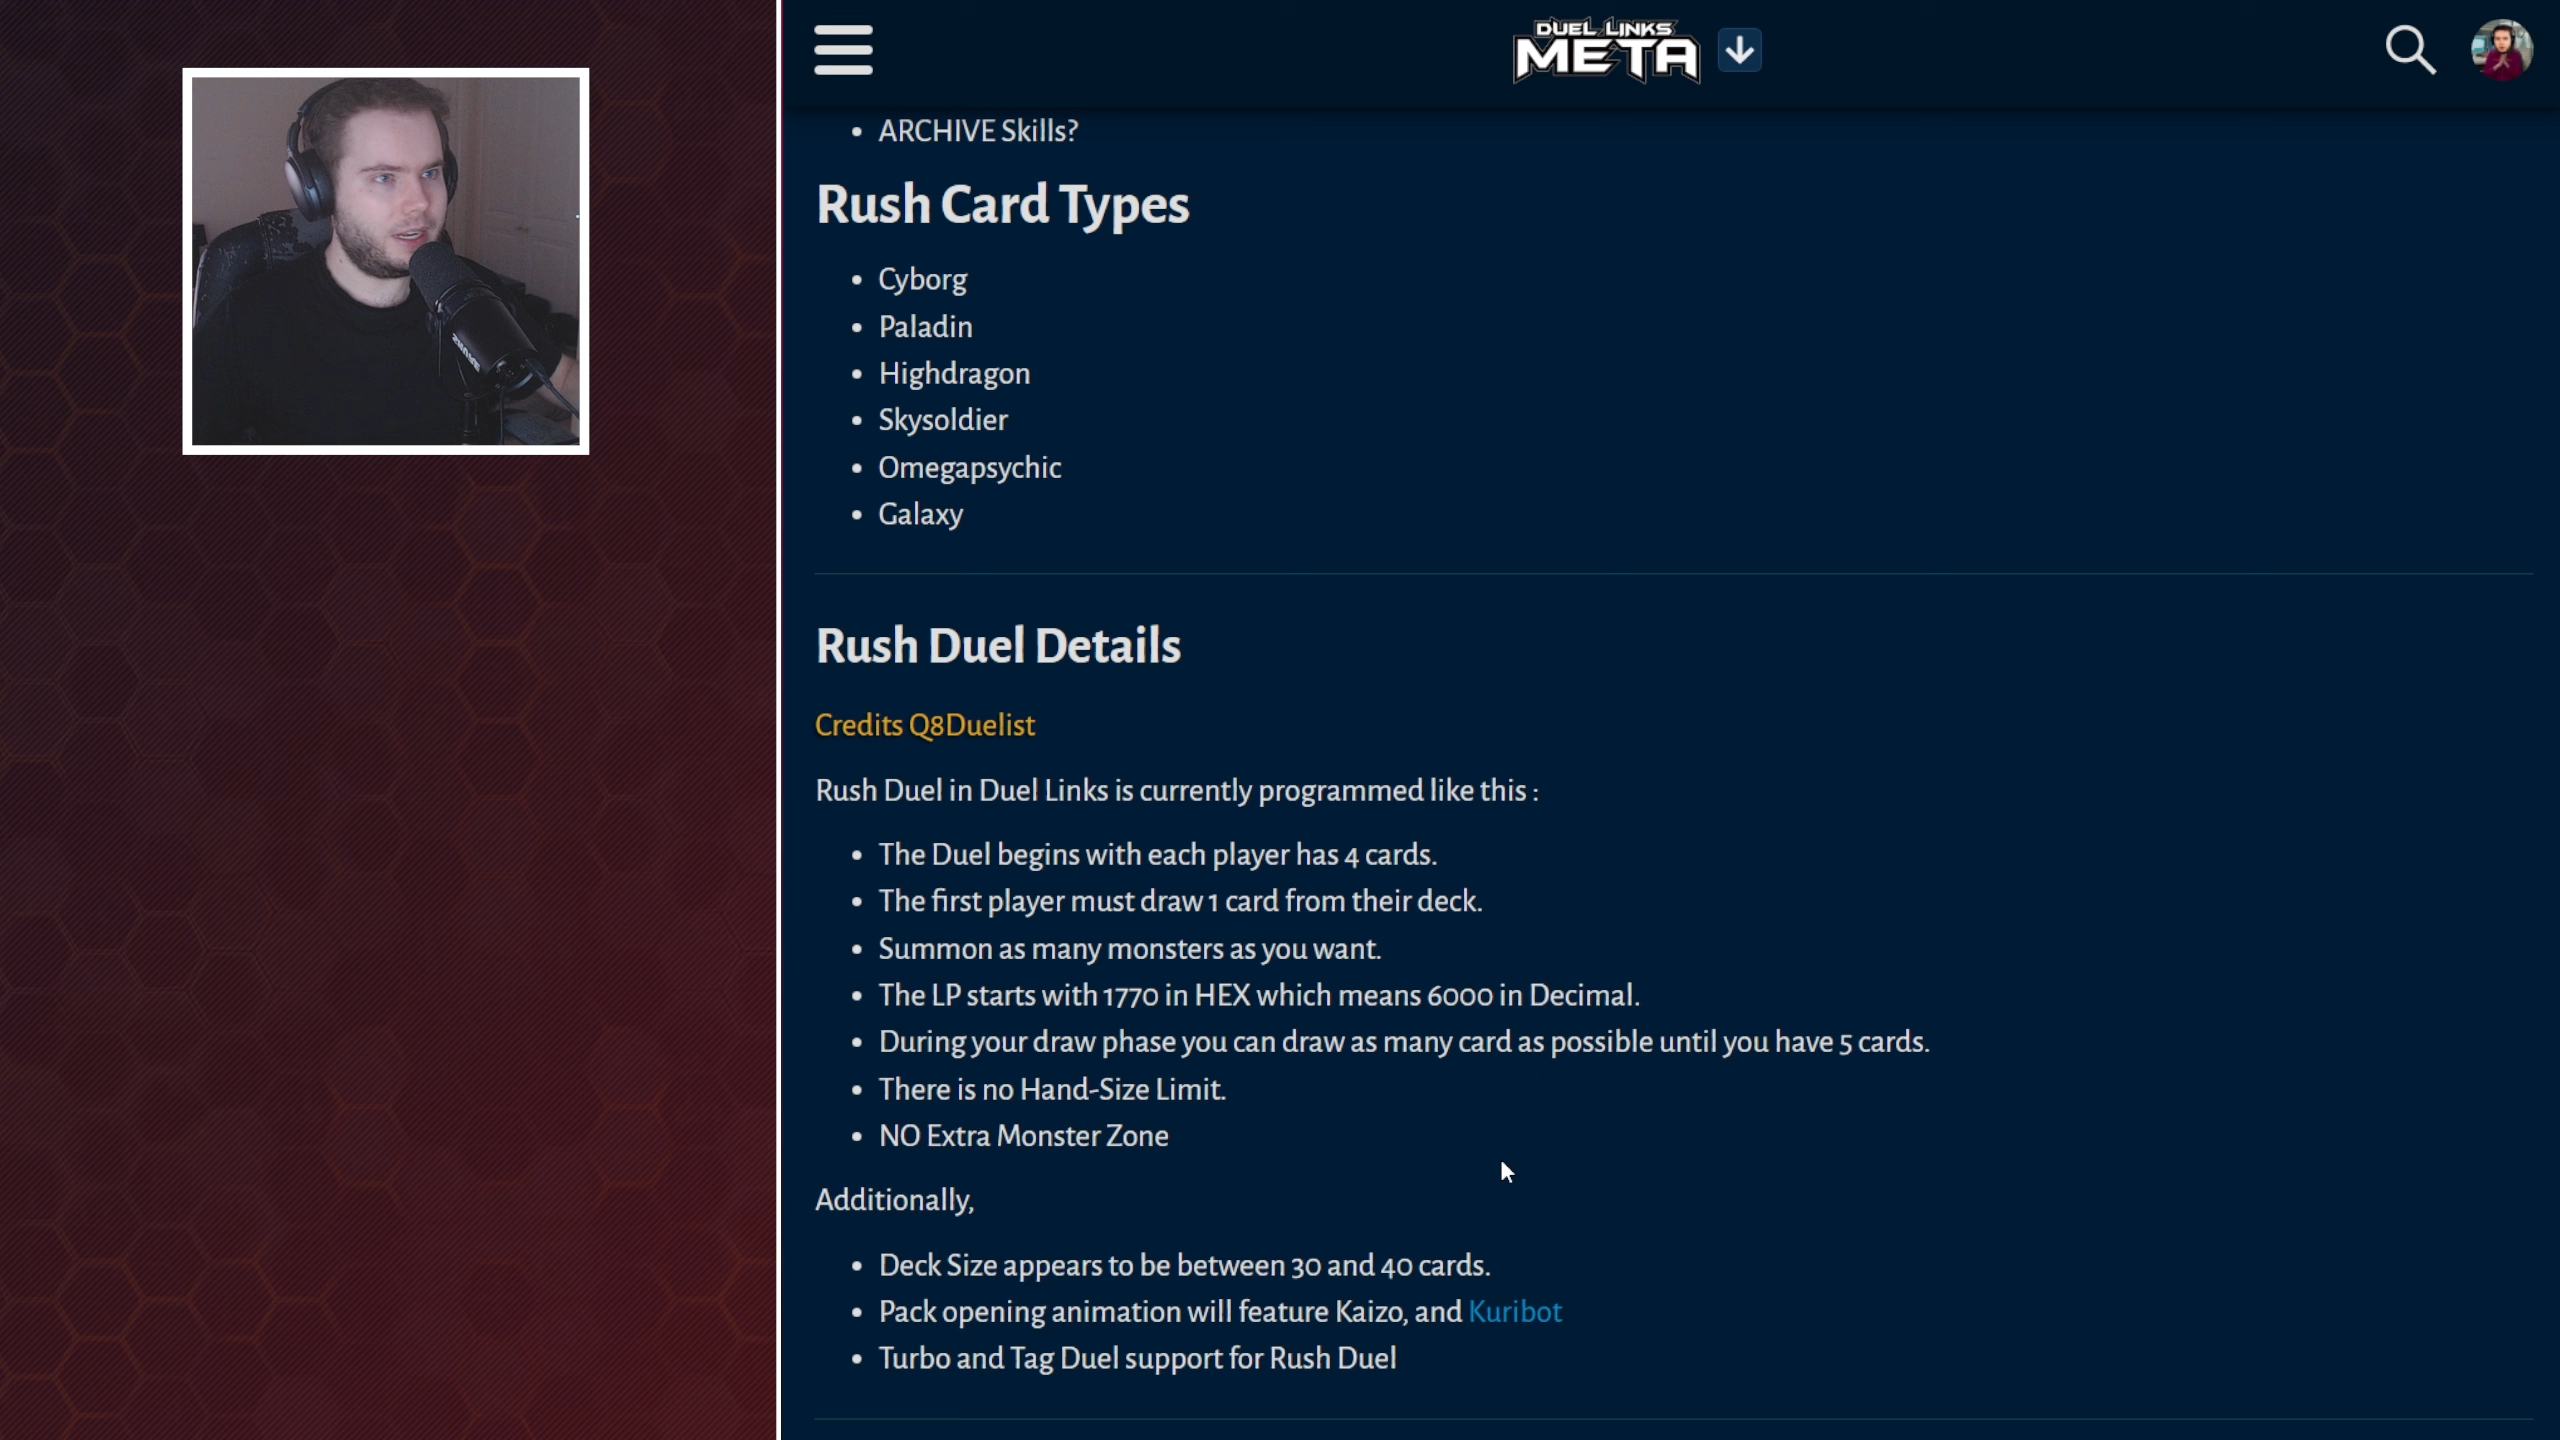 DUEL LINKS
META
ARCHIVE Skills?
Rush Card Types
Cyborg
Paladin
Highdragon
Skysoldier
Omegapsychic
Galaxy
Rush Duel Details
Credits Q8Duelist
Rush Duel in Duel Links is currently programmed like this :
The Duel begins with each player has 4 cards.
The first player must draw 1 card from their deck.
Summon as many monsters as you want.
The LP starts with 1770 in HEX which means 6000 in Decimal.
During your draw phase you can draw as many card as possible until you have 5 cards.
There is no Hand-Size Limit.
NO Extra Monster Zone
Additionally,
Deck Size appears to be between 30 and 40 cards.
Pack opening animation will feature Kaizo, and Kuribot
Turbo and Tag Duel support for Rush Duel